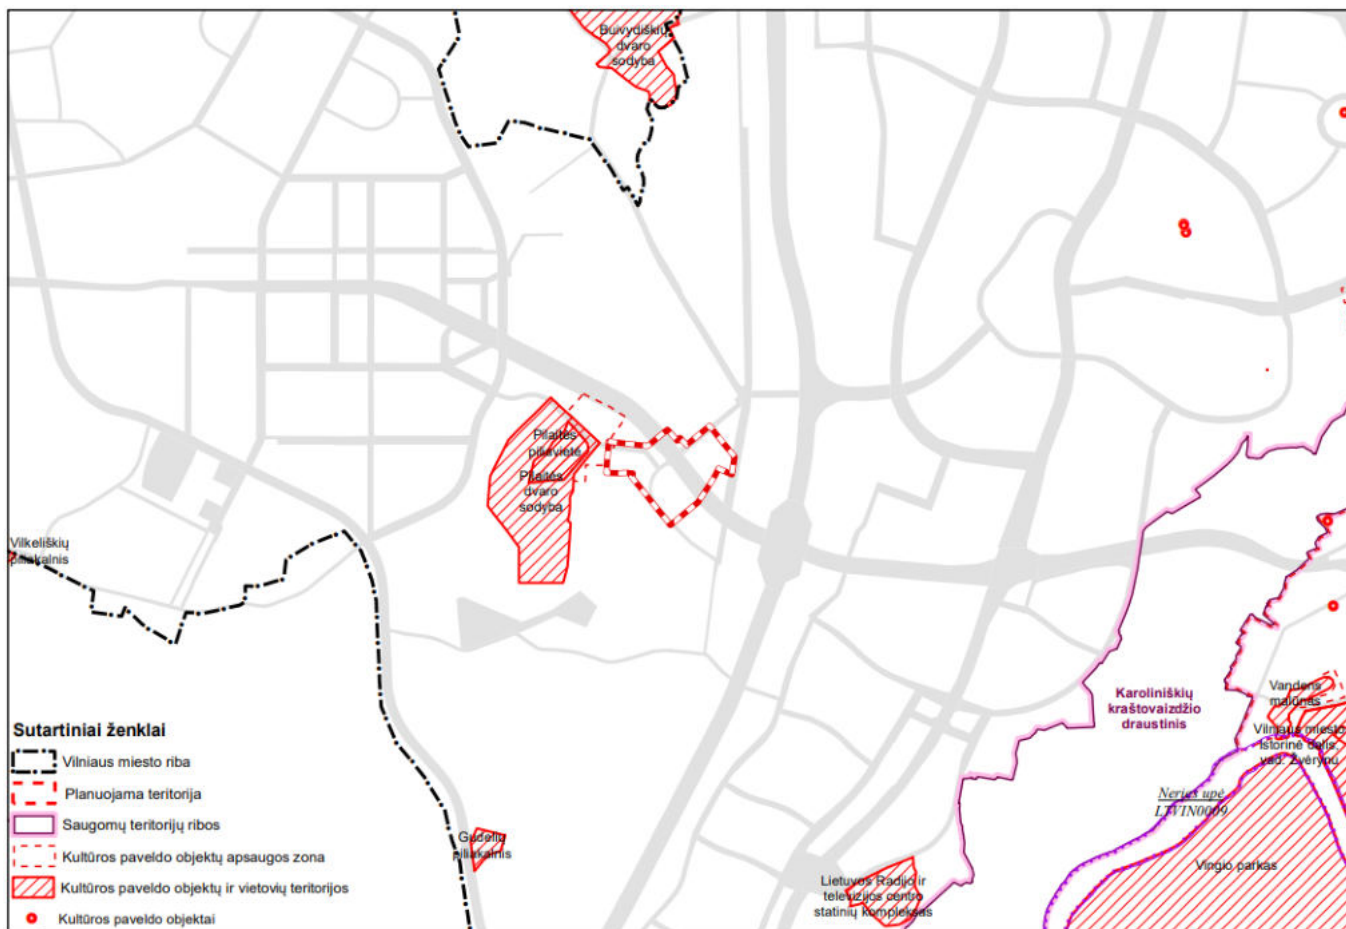 Buivydiškių
dvaro
sodyba
Pilaitės
piliavietė
Pilaitės
dvaro
sodyba
Vilkeliškių
piliakalnis
Karoliniškių
kraštovaizdžio
draustinis
Vandens
malūnas
Vilniaus miesto
istorinė dalis,
vad. Žvėrynu
Neries upė
LTVIN0009
Vingio parkas
Gudelių
piliakalnis
Lietuvos Radijo ir
televizijos centro
statinių kompleksas
Sutartiniai ženklai
Vilniaus miesto riba
Planuojama teritorija
Saugomų teritorijų ribos
Kultūros paveldo objektų apsaugos zona
Kultūros paveldo objektų ir vietovių teritorijos
Kultūros paveldo objektai